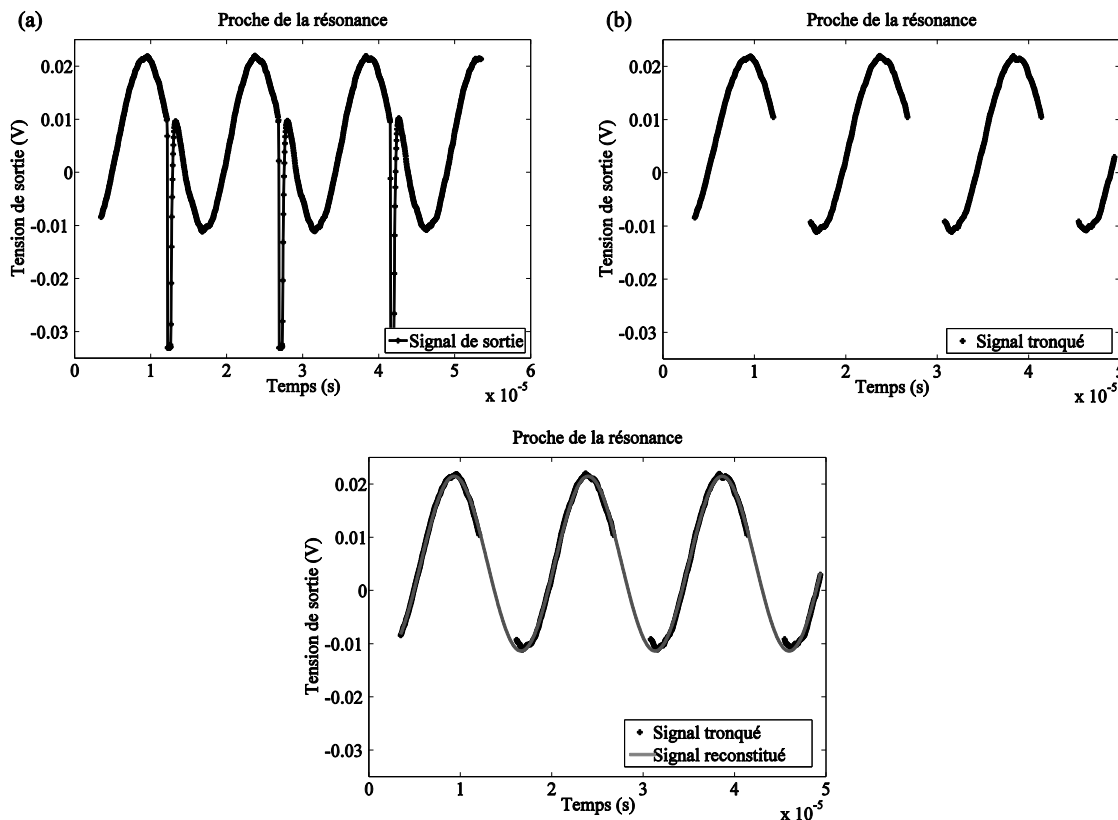 (a)
Proche de la résonance
Tension de sortie (V)
0.02
0.01
0
-0.01
-0.02
-0.03
0
1
2
3
4
5
6
Temps (s)
x 10⁻⁵
Signal de sortie
(b)
Proche de la résonance
Tension de sortie (V)
0.02
0.01
0
-0.01
-0.02
-0.03
0
1
2
3
4
5
Temps (s)
x 10⁻⁵
Signal tronqué
Proche de la résonance
Tension de sortie (V)
0.02
0.01
0
-0.01
-0.02
-0.03
0
1
2
3
4
5
Temps (s)
x 10⁻⁵
Signal tronqué
Signal reconstitué